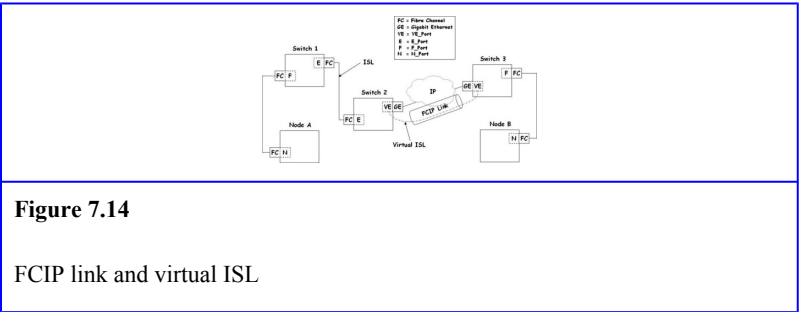 FC = Fibre Channel
GE = Gigabit Ethernet
VE = VE_Port
E = E_Port
F = F_Port
N = N_Port
Switch 1
E FC
ISL
FC F
Switch 3
F FC
IP
GE VE
Switch 2
VE GE
FCIP Link
FC E
Virtual ISL
Node A
FC N
Node B
N FC
Figure 7.14
FCIP link and virtual ISL